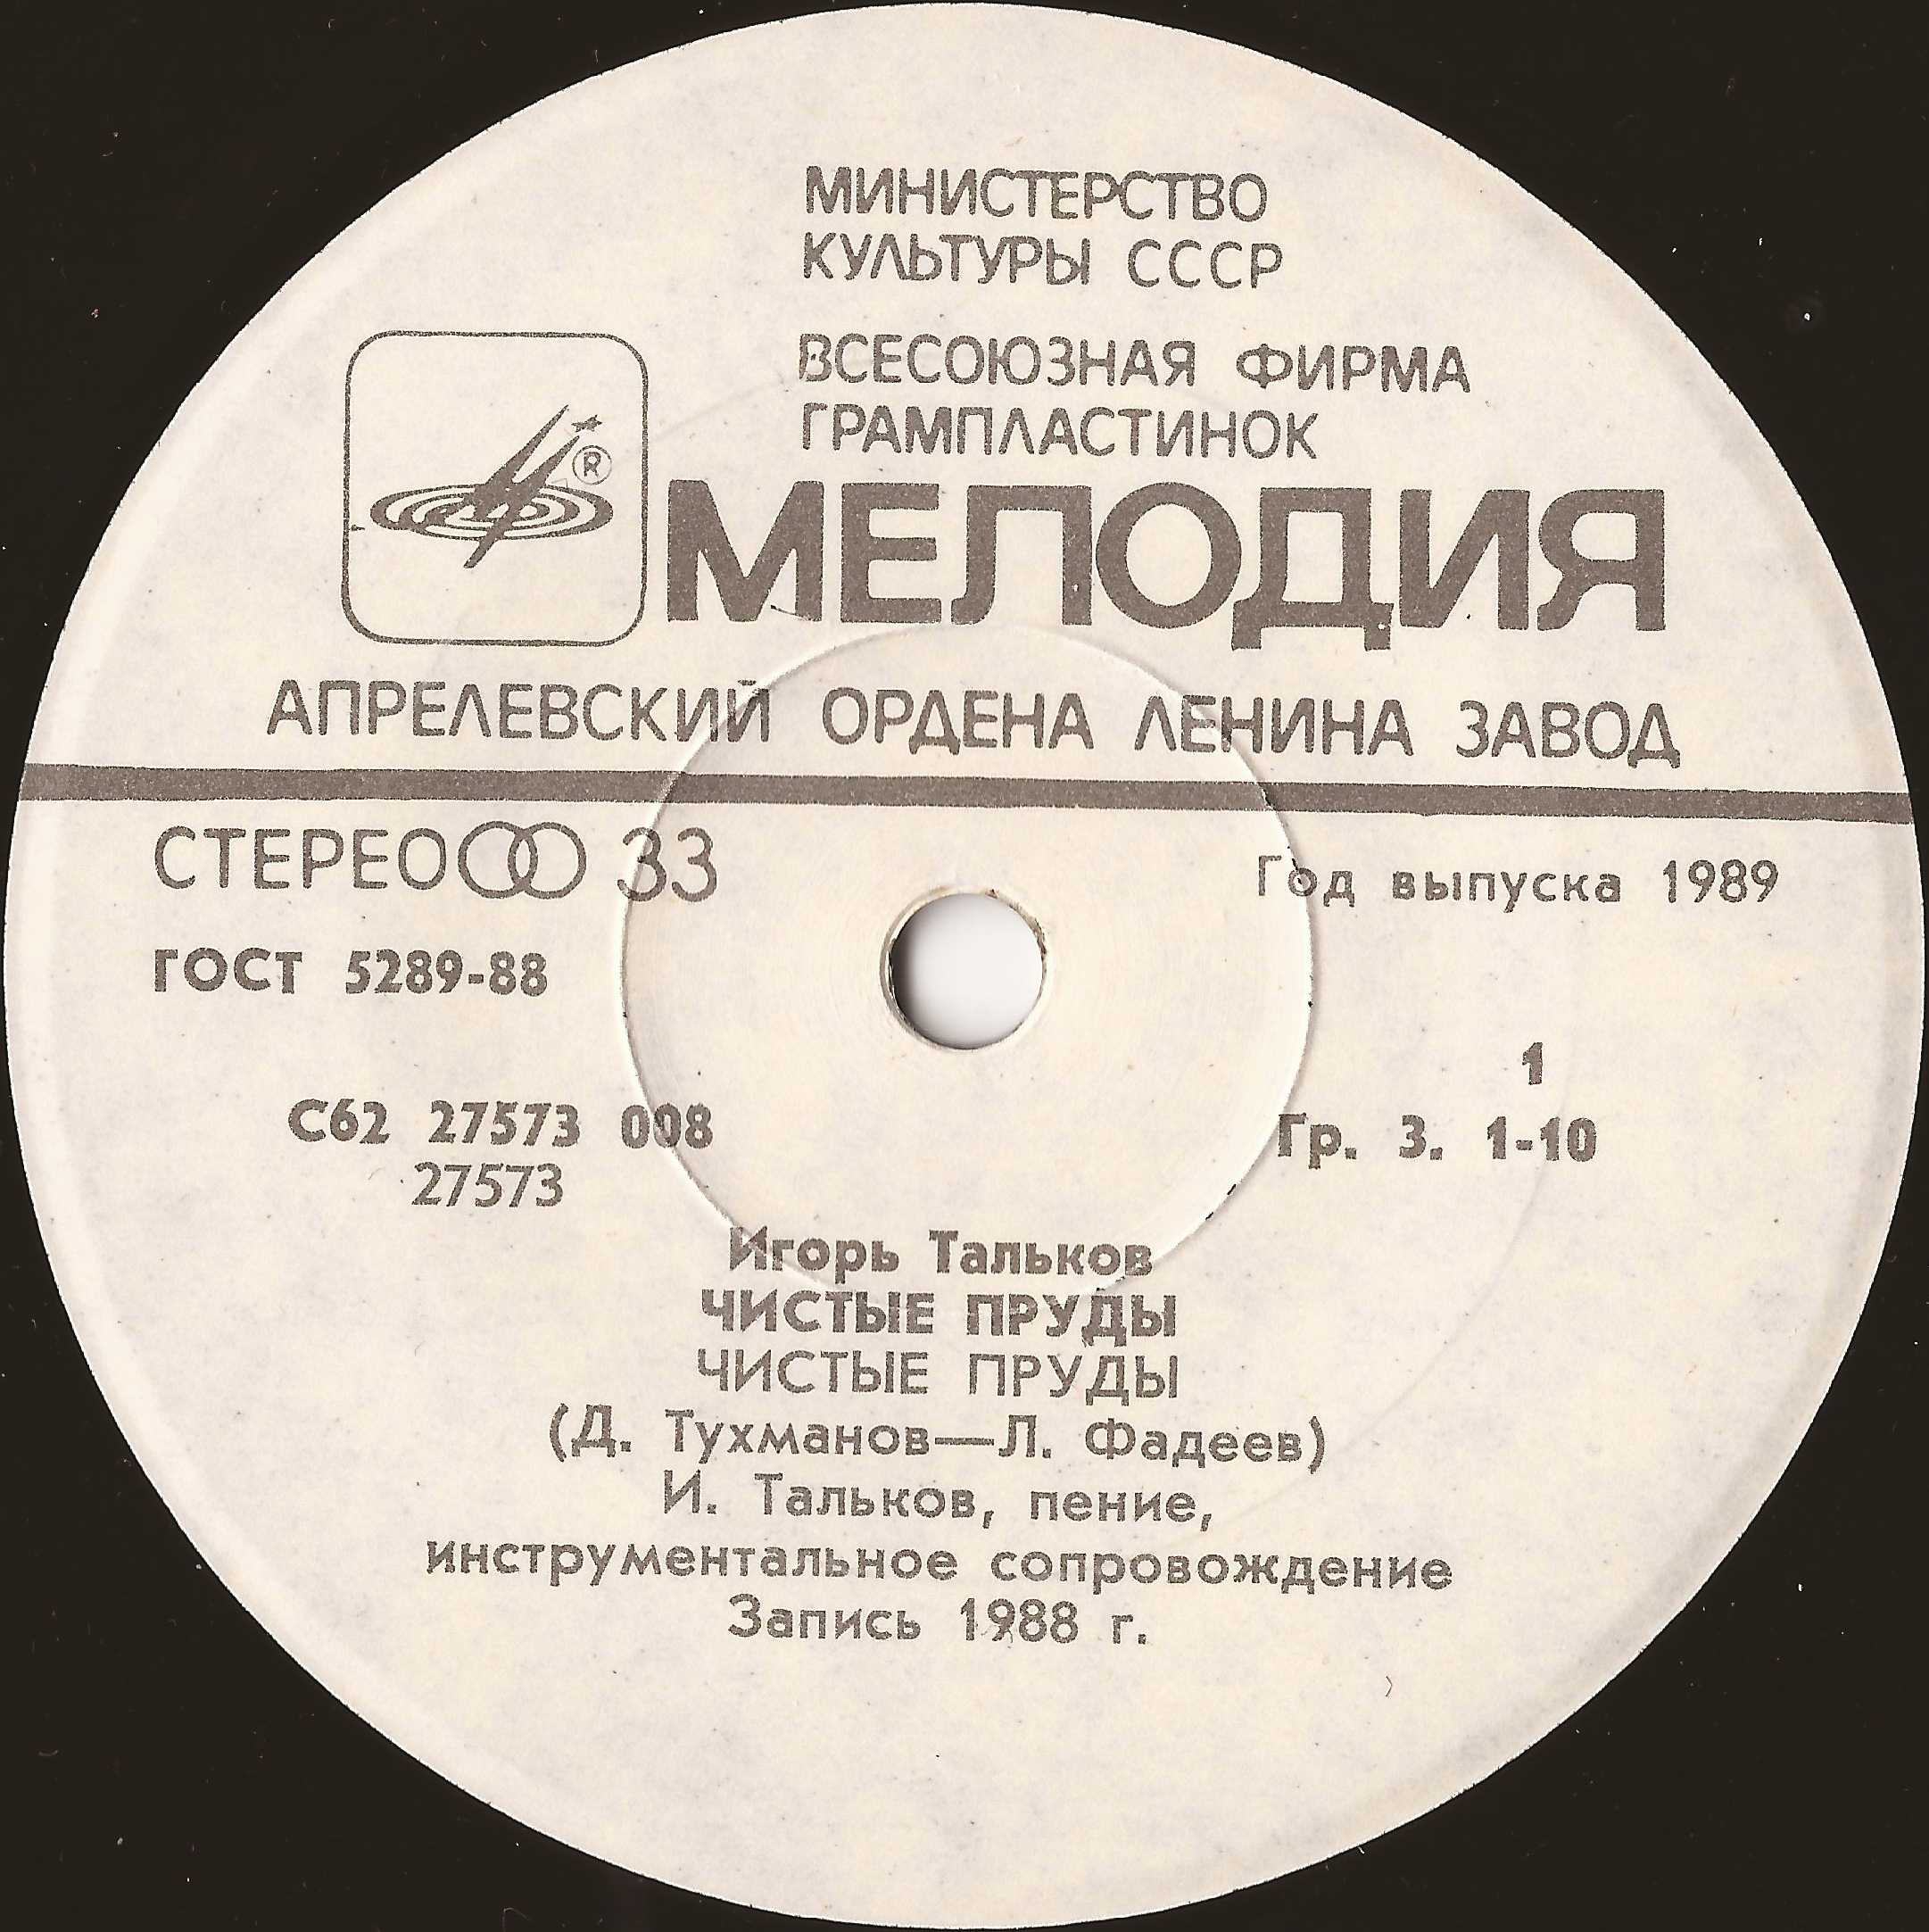 МИНИСТЕРСТВО
КУЛЬТУРЫ СССР
ВСЕСОЮЗНАЯ ФИРМА
ГРАМПЛАСТИНОК
®
МЕЛОДИЯ
АПРЕЛЕВСКИЙ ОРДЕНА ЛЕНИНА ЗАВОД
СТЕРЕО 33
Год выпуска 1989
ГОСТ 5289-88
1
С62 27573 008
Гр. 3. 1-10
27573
Игорь Тальков
ЧИСТЫЕ ПРУДЫ
ЧИСТЫЕ ПРУДЫ
(Д. Тухманов—Л. Фадеев)
И. Тальков, пение,
инструментальное сопровождение
Запись 1988 г.